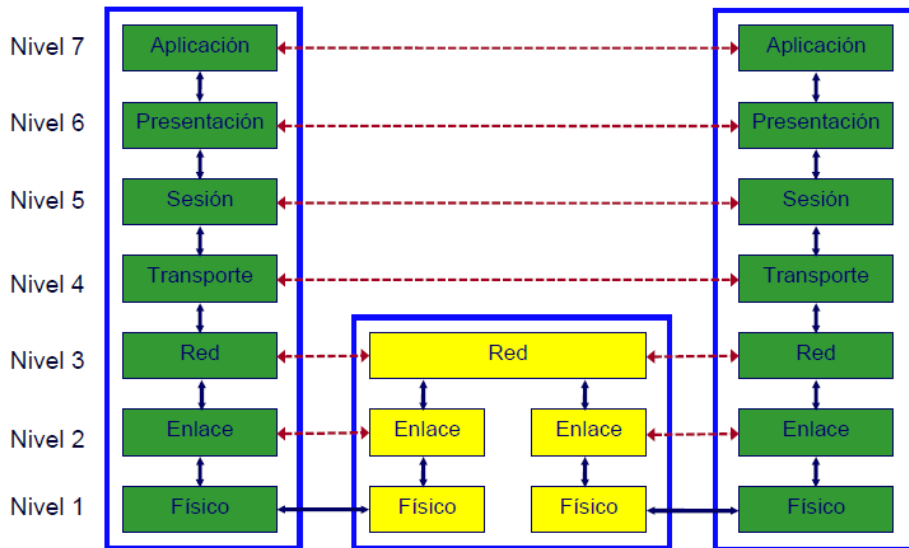 Nivel 7 Aplicación Aplicación
Nivel 6 Presentación Presentación
Nivel 5 Sesión Sesión
Nivel 4 Transporte Transporte
Nivel 3 Red Red Red
Nivel 2 Enlace Enlace Enlace Enlace
Nivel 1 Físico Físico Físico Físico